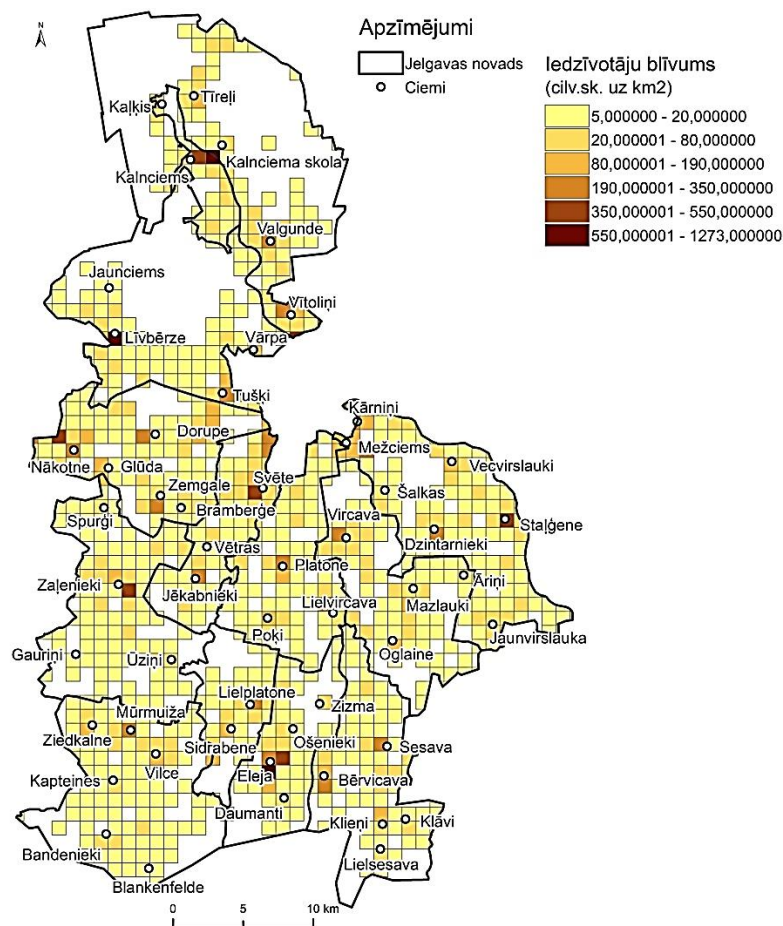 N
Apzīmējumi
Jelgavas novads
Ciemi
Iedzīvotāju blīvums
(cilv.sk. uz km2)
5,000000 - 20,000000
20,000001 - 80,000000
80,000001 - 190,000000
190,000001 - 350,000000
350,000001 - 550,000000
550,000001 - 1273,000000
Kaļķis
Tīreļi
Kalnciema skola
Kalnciems
Valgunde
Jaunciems
Vītoliņi
Līvbērze
Vārpa
Tušķi
Kārniņi
Dorupe
Mežciems
Nākotne
Glūda
Vecvirslauki
Svēte
Zemgale
Šalkas
Spurģi
Bramberģe
Vircava
Staļģene
Dzintarnieki
Vētras
Platone
Zaļenieki
Jēkabnieki
Āriņi
Lielvircava
Mazlauki
Poķi
Jaunvirslauka
Gauriņi
Ūziņi
Oglaine
Lielplatone
Zizma
Mūrmuiža
Ziedkalne
Sidrabene
Ošenieki
Sesava
Vilce
Eleja
Kapteines
Bērvicava
Daumanti
Klieņi
Klāvi
Bandenieki
Lielsesava
Blankenfelde
0 5 10 km